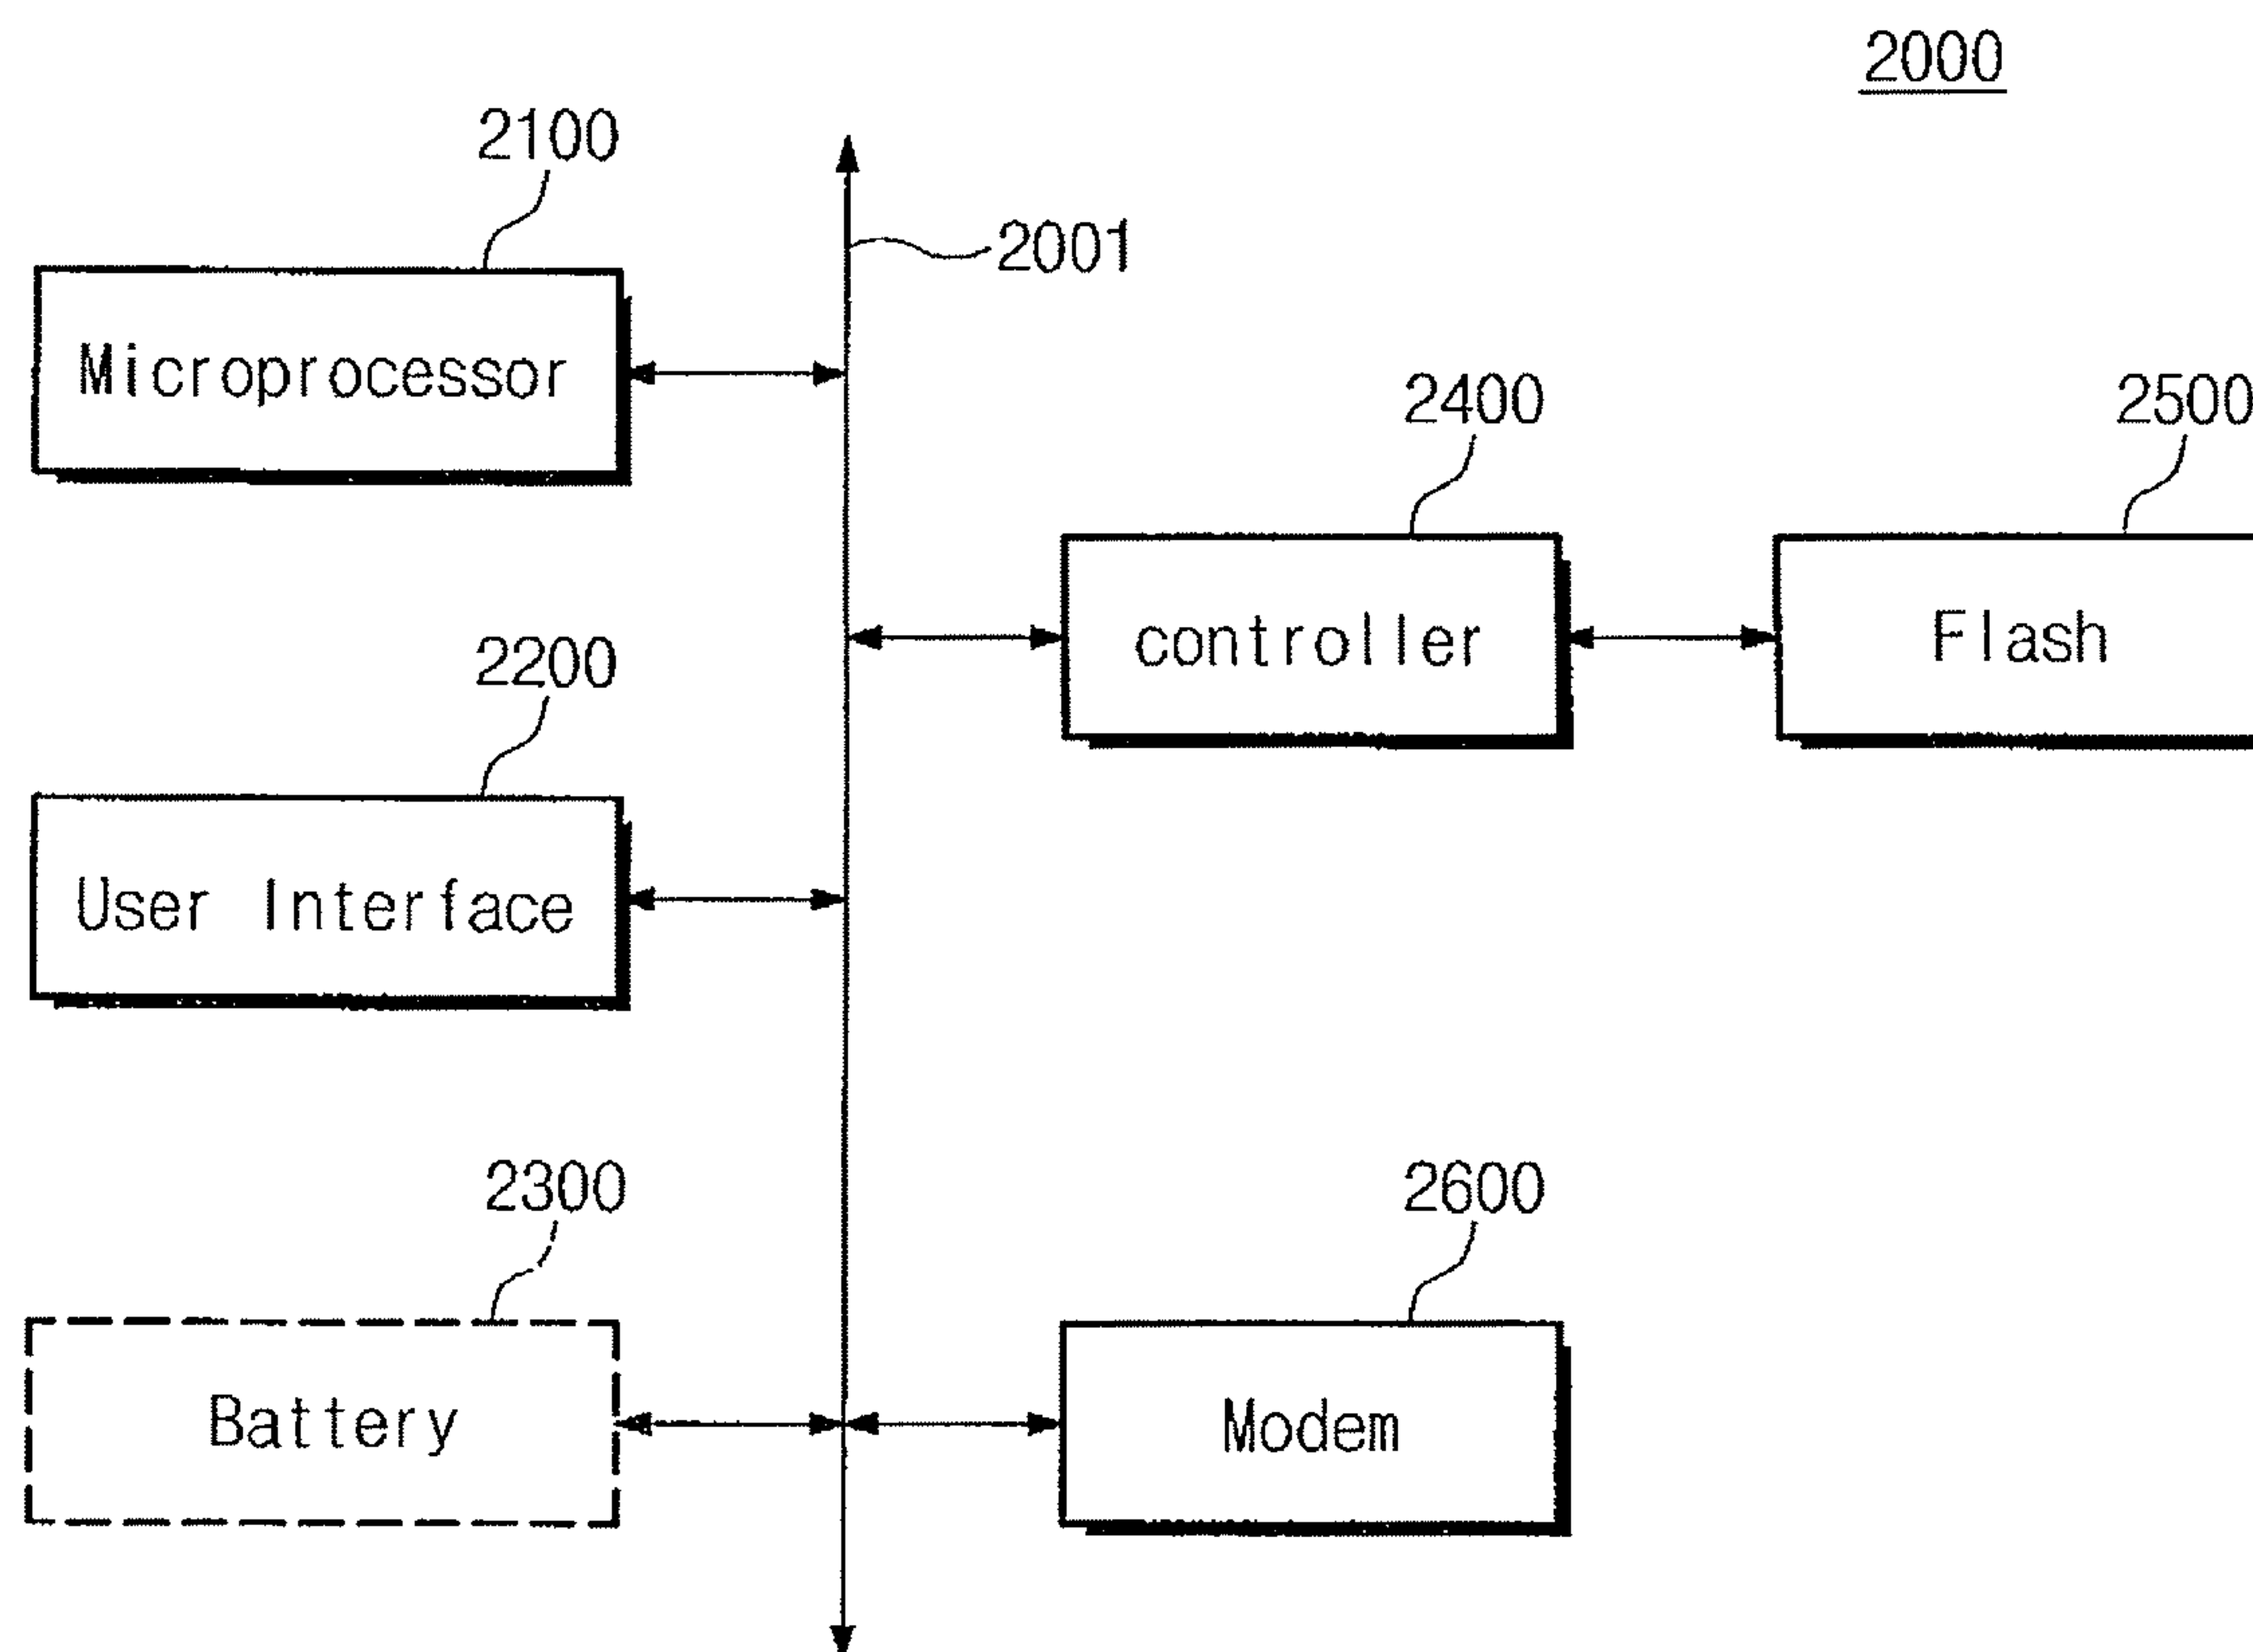 2000
2100
2001
Microprocessor
2400
2500
controller
Flash
2200
User Interface
2300
2600
Battery
Modem